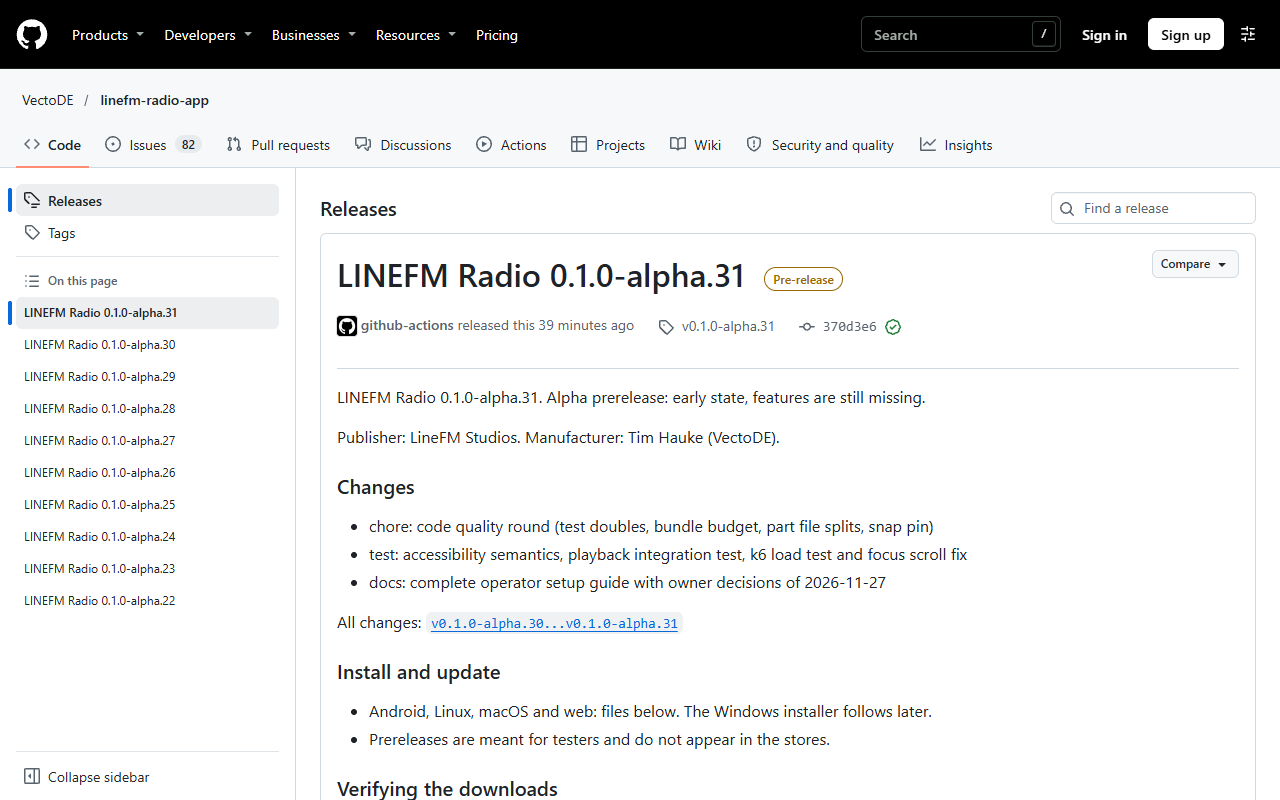 Products
Developers
Businesses
Resources
Pricing
Search
/
Sign in
Sign up
VectoDE / linefm-radio-app
Code
Issues 82
Pull requests
Discussions
Actions
Projects
Wiki
Security and quality
Insights
Releases
Tags
On this page
LINEFM Radio 0.1.0-alpha.31
LINEFM Radio 0.1.0-alpha.30
LINEFM Radio 0.1.0-alpha.29
LINEFM Radio 0.1.0-alpha.28
LINEFM Radio 0.1.0-alpha.27
LINEFM Radio 0.1.0-alpha.26
LINEFM Radio 0.1.0-alpha.25
LINEFM Radio 0.1.0-alpha.24
LINEFM Radio 0.1.0-alpha.23
LINEFM Radio 0.1.0-alpha.22
Collapse sidebar
Releases
Find a release
LINEFM Radio 0.1.0-alpha.31 Pre-release
Compare
github-actions released this 39 minutes ago
v0.1.0-alpha.31
370d3e6
LINEFM Radio 0.1.0-alpha.31. Alpha prerelease: early state, features are still missing.
Publisher: LineFM Studios. Manufacturer: Tim Hauke (VectoDE).
Changes
• chore: code quality round (test doubles, bundle budget, part file splits, snap pin)
• test: accessibility semantics, playback integration test, k6 load test and focus scroll fix
• docs: complete operator setup guide with owner decisions of 2026-11-27
All changes: v0.1.0-alpha.30...v0.1.0-alpha.31
Install and update
• Android, Linux, macOS and web: files below. The Windows installer follows later.
• Prereleases are meant for testers and do not appear in the stores.
Verifying the downloads